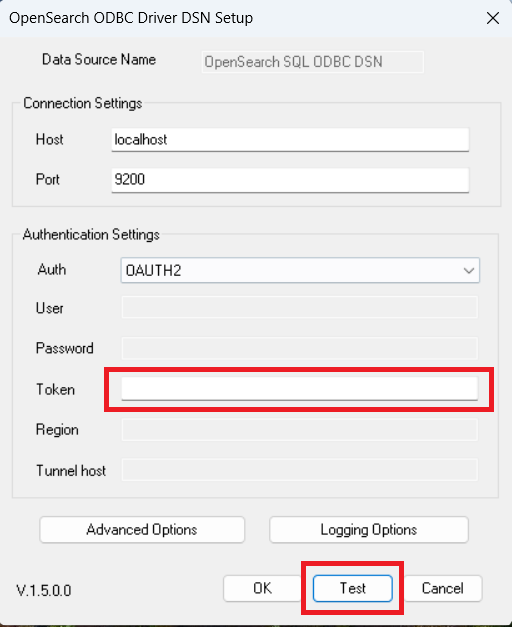 OpenSearch ODBC Driver DSN Setup
Data Source Name OpenSearch SQL ODBC DSN
Connection Settings
Host localhost
Port 9200
Authentication Settings
Auth OAUTH2
User
Password
Token
Region
Tunnel host
Advanced Options Logging Options
V.1.5.0.0 OK Test Cancel